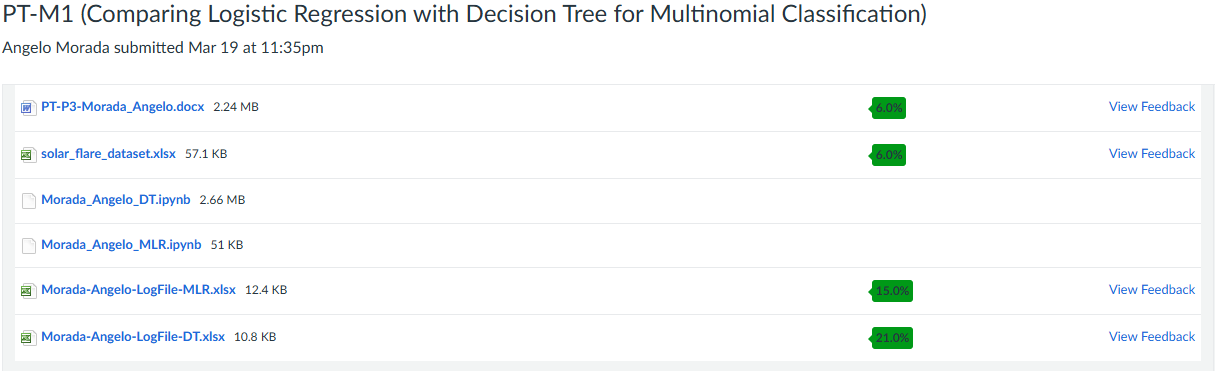 PT-M1 (Comparing Logistic Regression with Decision Tree for Multinomial Classification)
Angelo Morada submitted Mar 19 at 11:35pm
PT-P3-Morada_Angelo.docx 2.24 MB 6.0% View Feedback
solar_flare_dataset.xlsx 57.1 KB 6.0% View Feedback
Morada_Angelo_DT.ipynb 2.66 MB
Morada_Angelo_MLR.ipynb 51 KB
Morada-Angelo-LogFile-MLR.xlsx 12.4 KB 15.0% View Feedback
Morada-Angelo-LogFile-DT.xlsx 10.8 KB 21.0% View Feedback